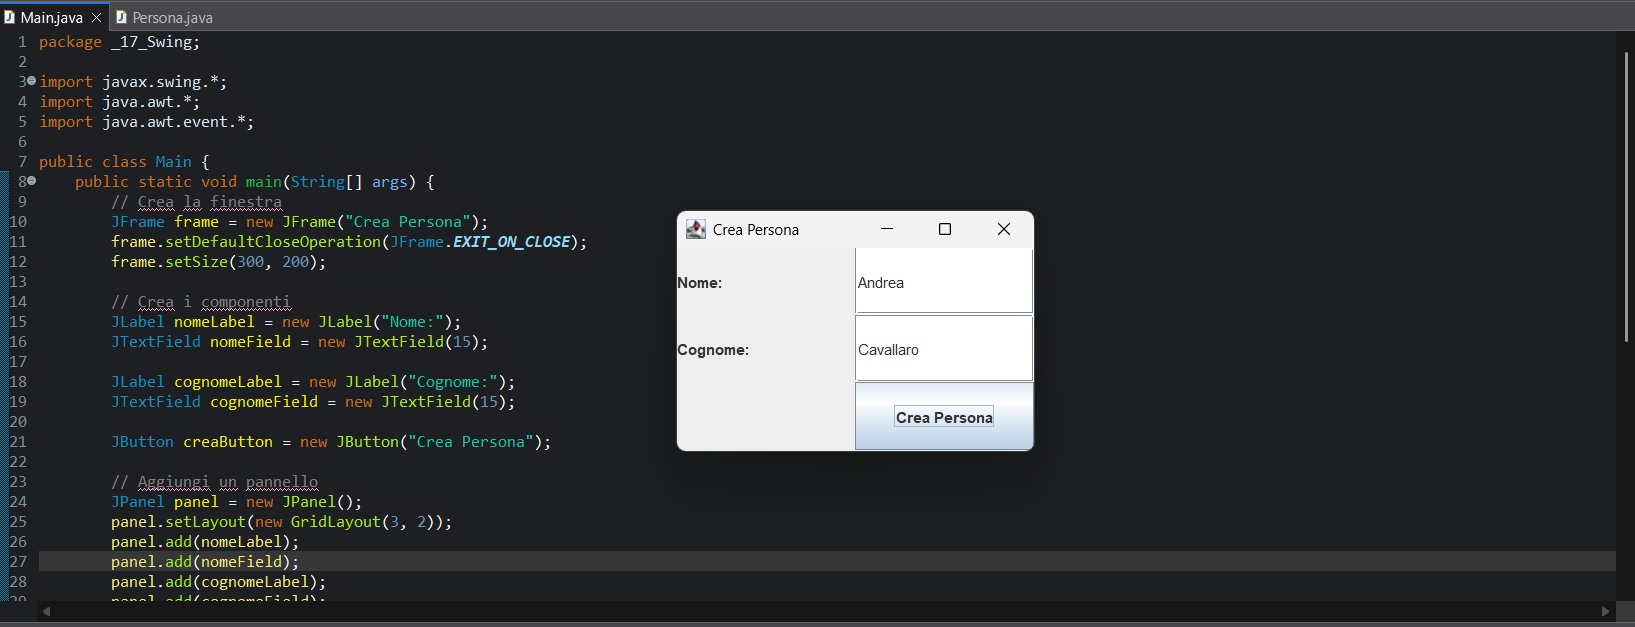 Main.java
Persona.java
1 package _17_Swing;
2
3 import javax.swing.*;
4 import java.awt.*;
5 import java.awt.event.*;
6
7 public class Main {
8     public static void main(String[] args) {
9         // Crea la finestra
10         JFrame frame = new JFrame("Crea Persona");
11         frame.setDefaultCloseOperation(JFrame.EXIT_ON_CLOSE);
12         frame.setSize(300, 200);
13
14         // Crea i componenti
15         JLabel nomeLabel = new JLabel("Nome:");
16         JTextField nomeField = new JTextField(15);
17
18         JLabel cognomeLabel = new JLabel("Cognome:");
19         JTextField cognomeField = new JTextField(15);
20
21         JButton creaButton = new JButton("Crea Persona");
22
23         // Aggiungi un pannello
24         JPanel panel = new JPanel();
25         panel.setLayout(new GridLayout(3, 2));
26         panel.add(nomeLabel);
27         panel.add(nomeField);
28         panel.add(cognomeLabel);
29         panel.add(cognomeField);
Crea Persona
Nome:
Andrea
Cognome:
Cavallaro
Crea Persona